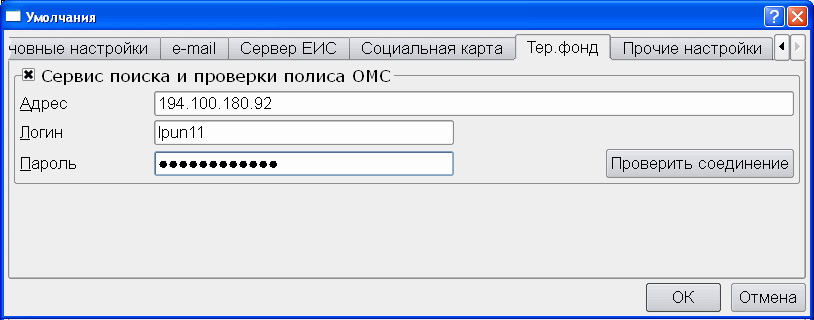 Умолчания
новные настройки e-mail Сервер ЕИС Социальная карта Тер.фонд Прочие настройки
Сервис поиска и проверки полиса ОМС
Адрес 194.100.180.92
Логин lpun11
Пароль ●●●●●●●●●●●● Проверить соединение
OK Отмена